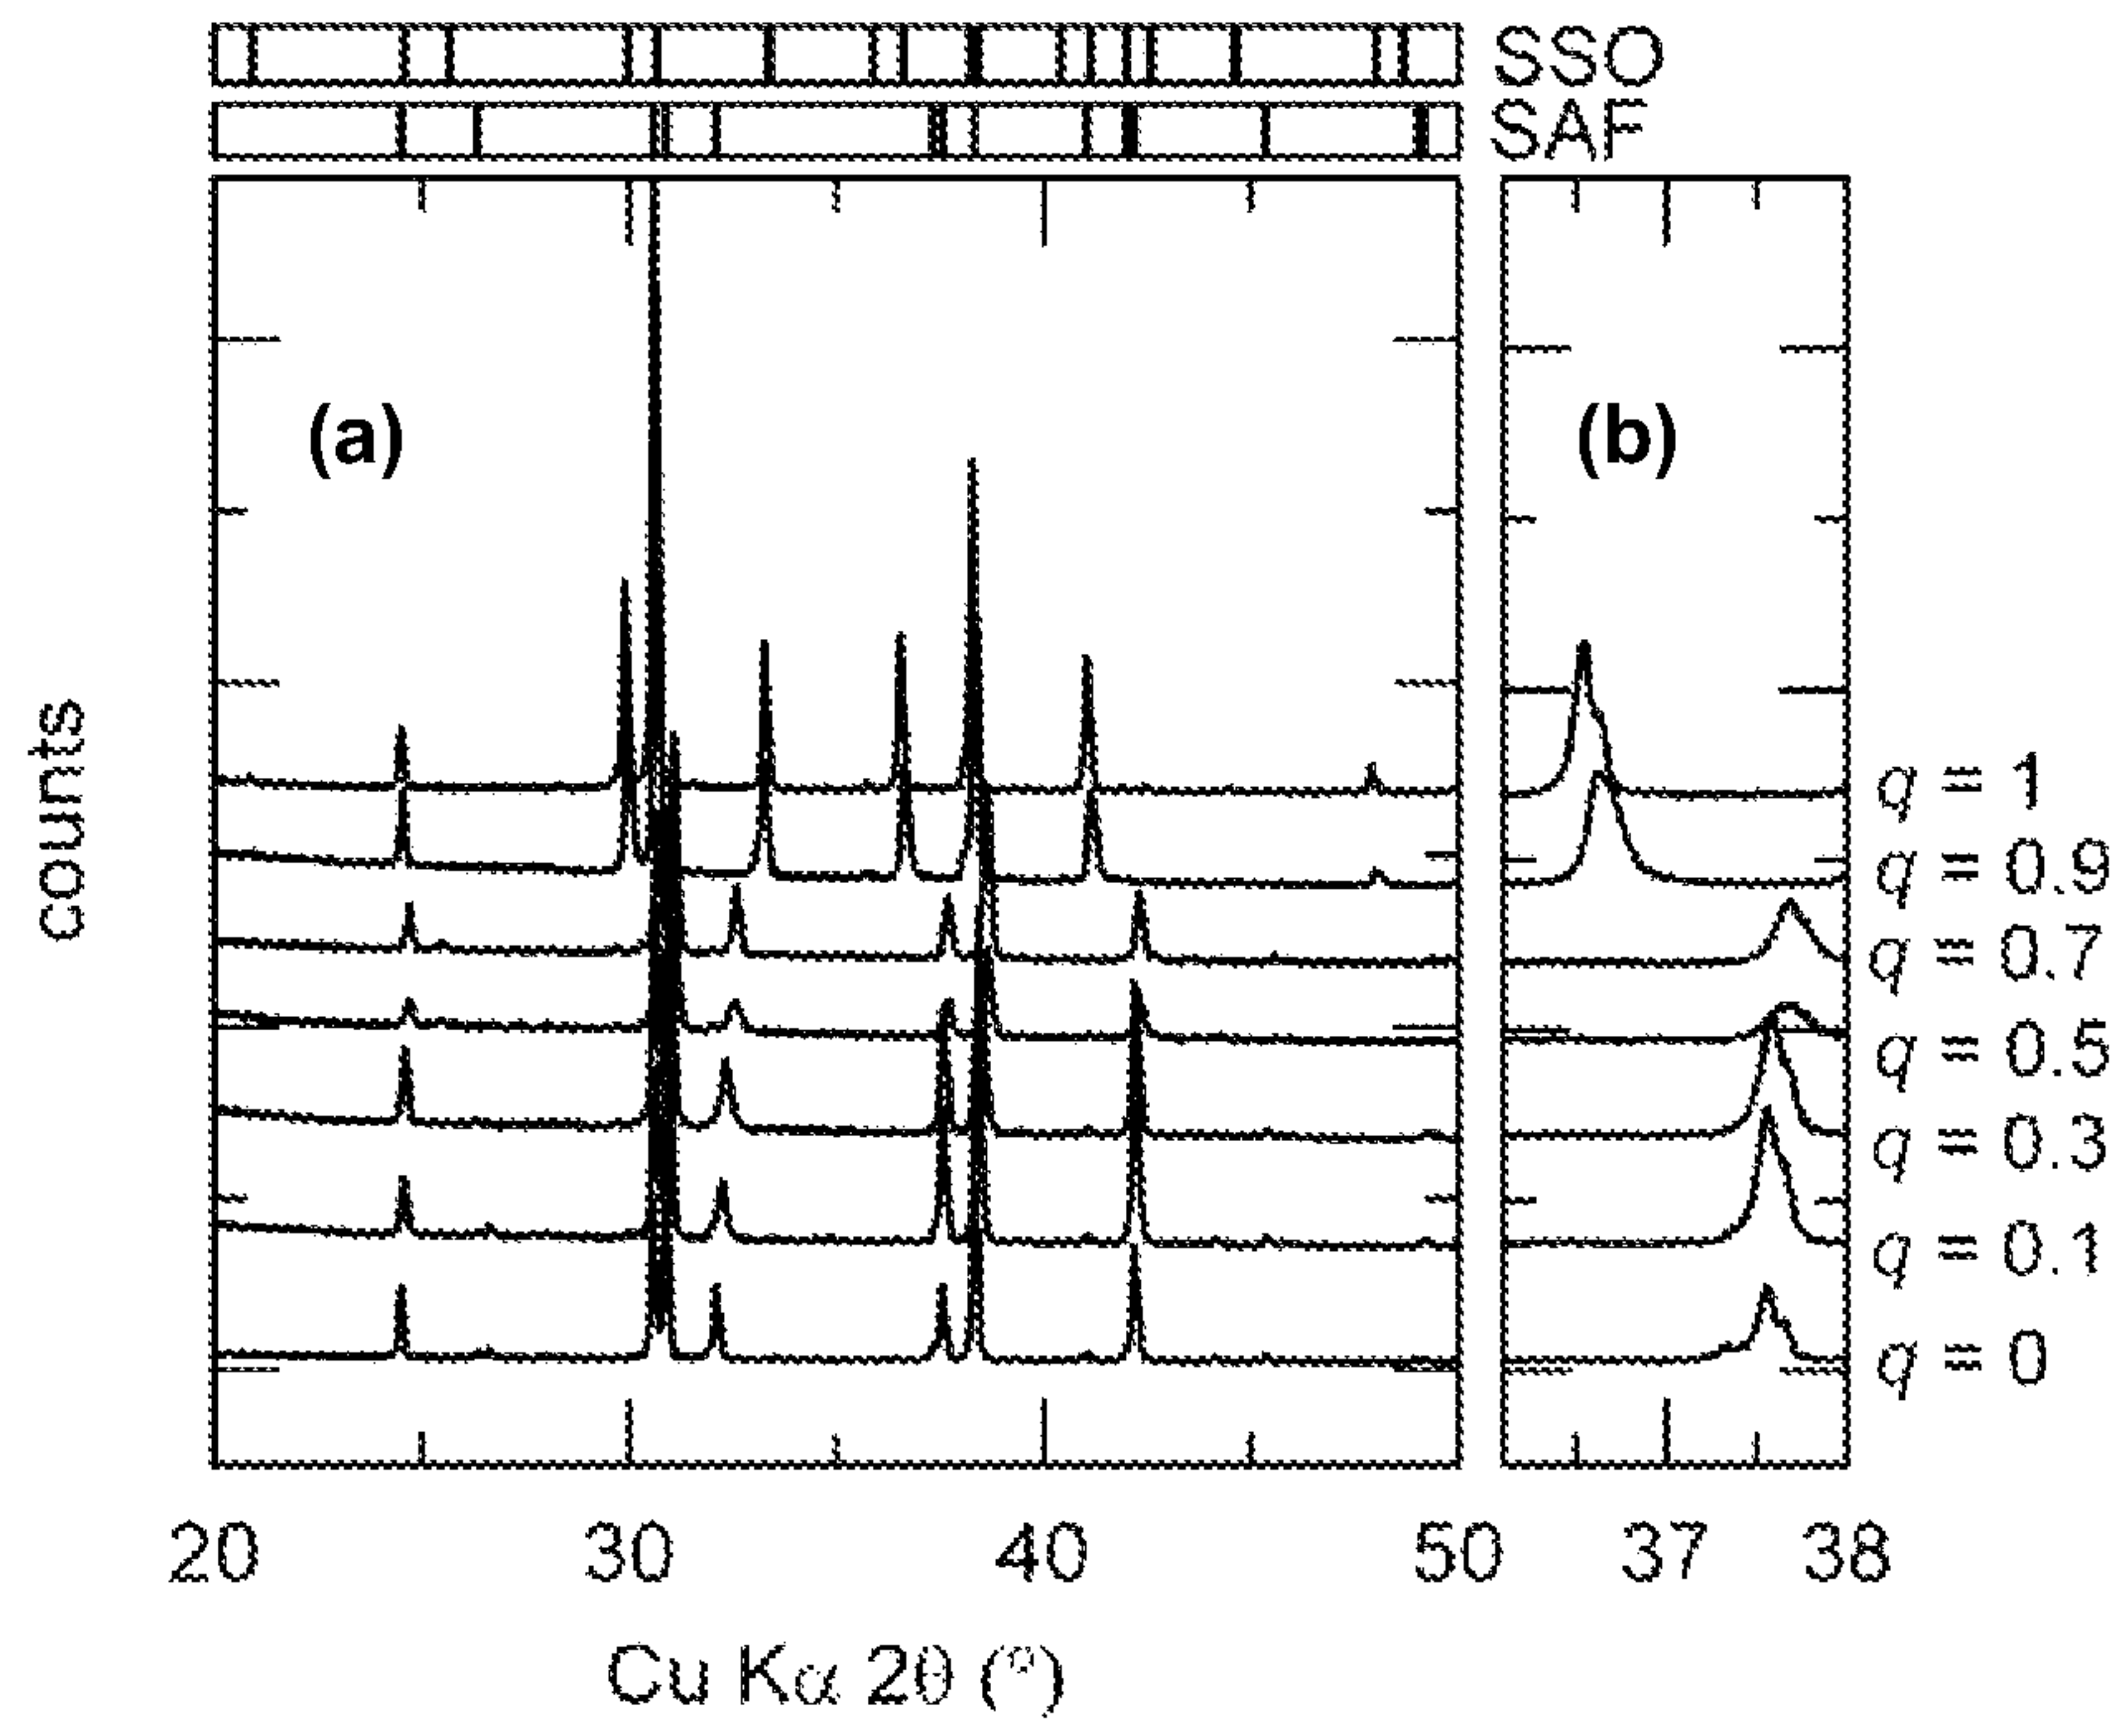 SSO
SAF
(a)
(b)
counts
q = 1
q = 0.9
q = 0.7
q = 0.5
q = 0.3
q = 0.1
q = 0
20 30 40 50 37 38
Cu Kα 2θ (°)